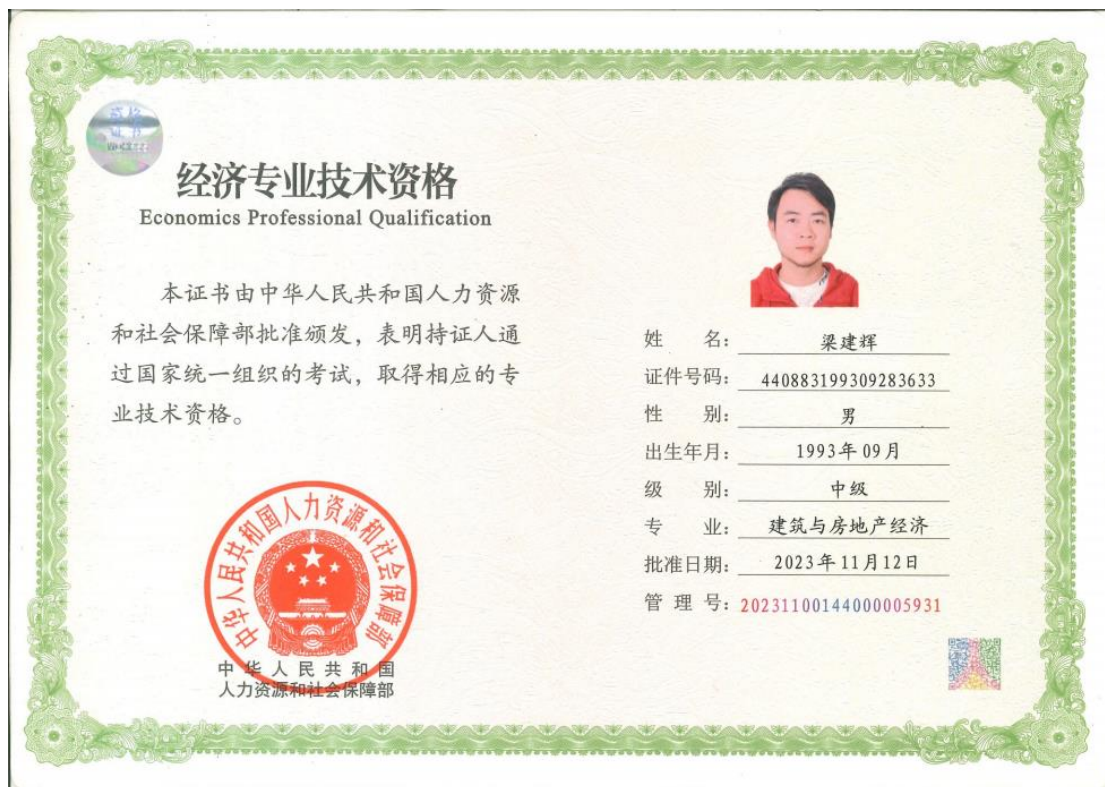 资格
证书
经济专业技术资格
Economics Professional Qualification
本证书由中华人民共和国人力资源
和社会保障部批准颁发，表明持证人通
过国家统一组织的考试，取得相应的专
业技术资格。
中华人民共和国人力资源和社会保障部
中华人民共和国
人力资源和社会保障部
姓 名： 梁建辉
证件号码： 440883199309283633
性 别： 男
出生年月： 1993年09月
级 别： 中级
专 业： 建筑与房地产经济
批准日期： 2023年11月12日
管 理 号： 20231100144000005931